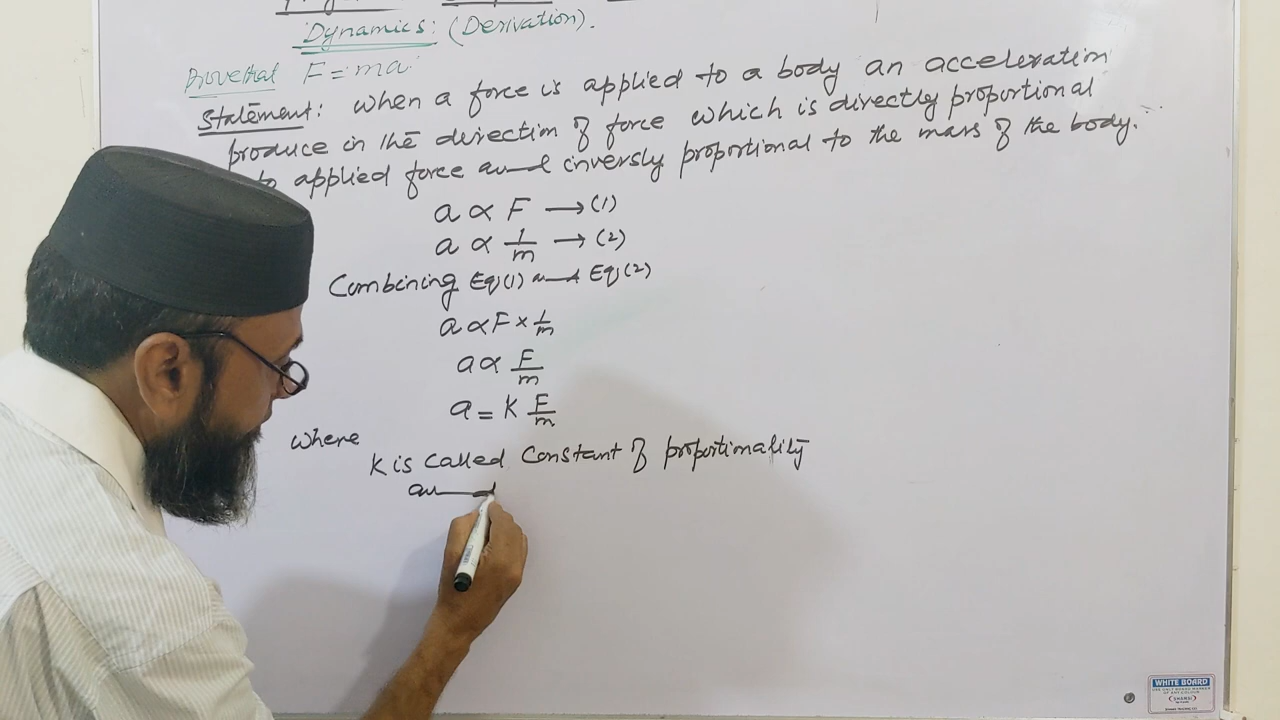 Dynamics: (Derivation).
Prove that F = ma
Statement: when a force is applied to a body an acceleration
produce in the direction of force which is directly proportional
to applied force and inversly proportional to the mass of the body.
a ∝ F → (1)
a ∝ 1/m → (2)
Combining Eq(1) and Eq(2)
a ∝ F × 1/m
a ∝ F/m
a = K F/m
where
K is called constant of proportionality
and
WHITE BOARD
SHAMSI